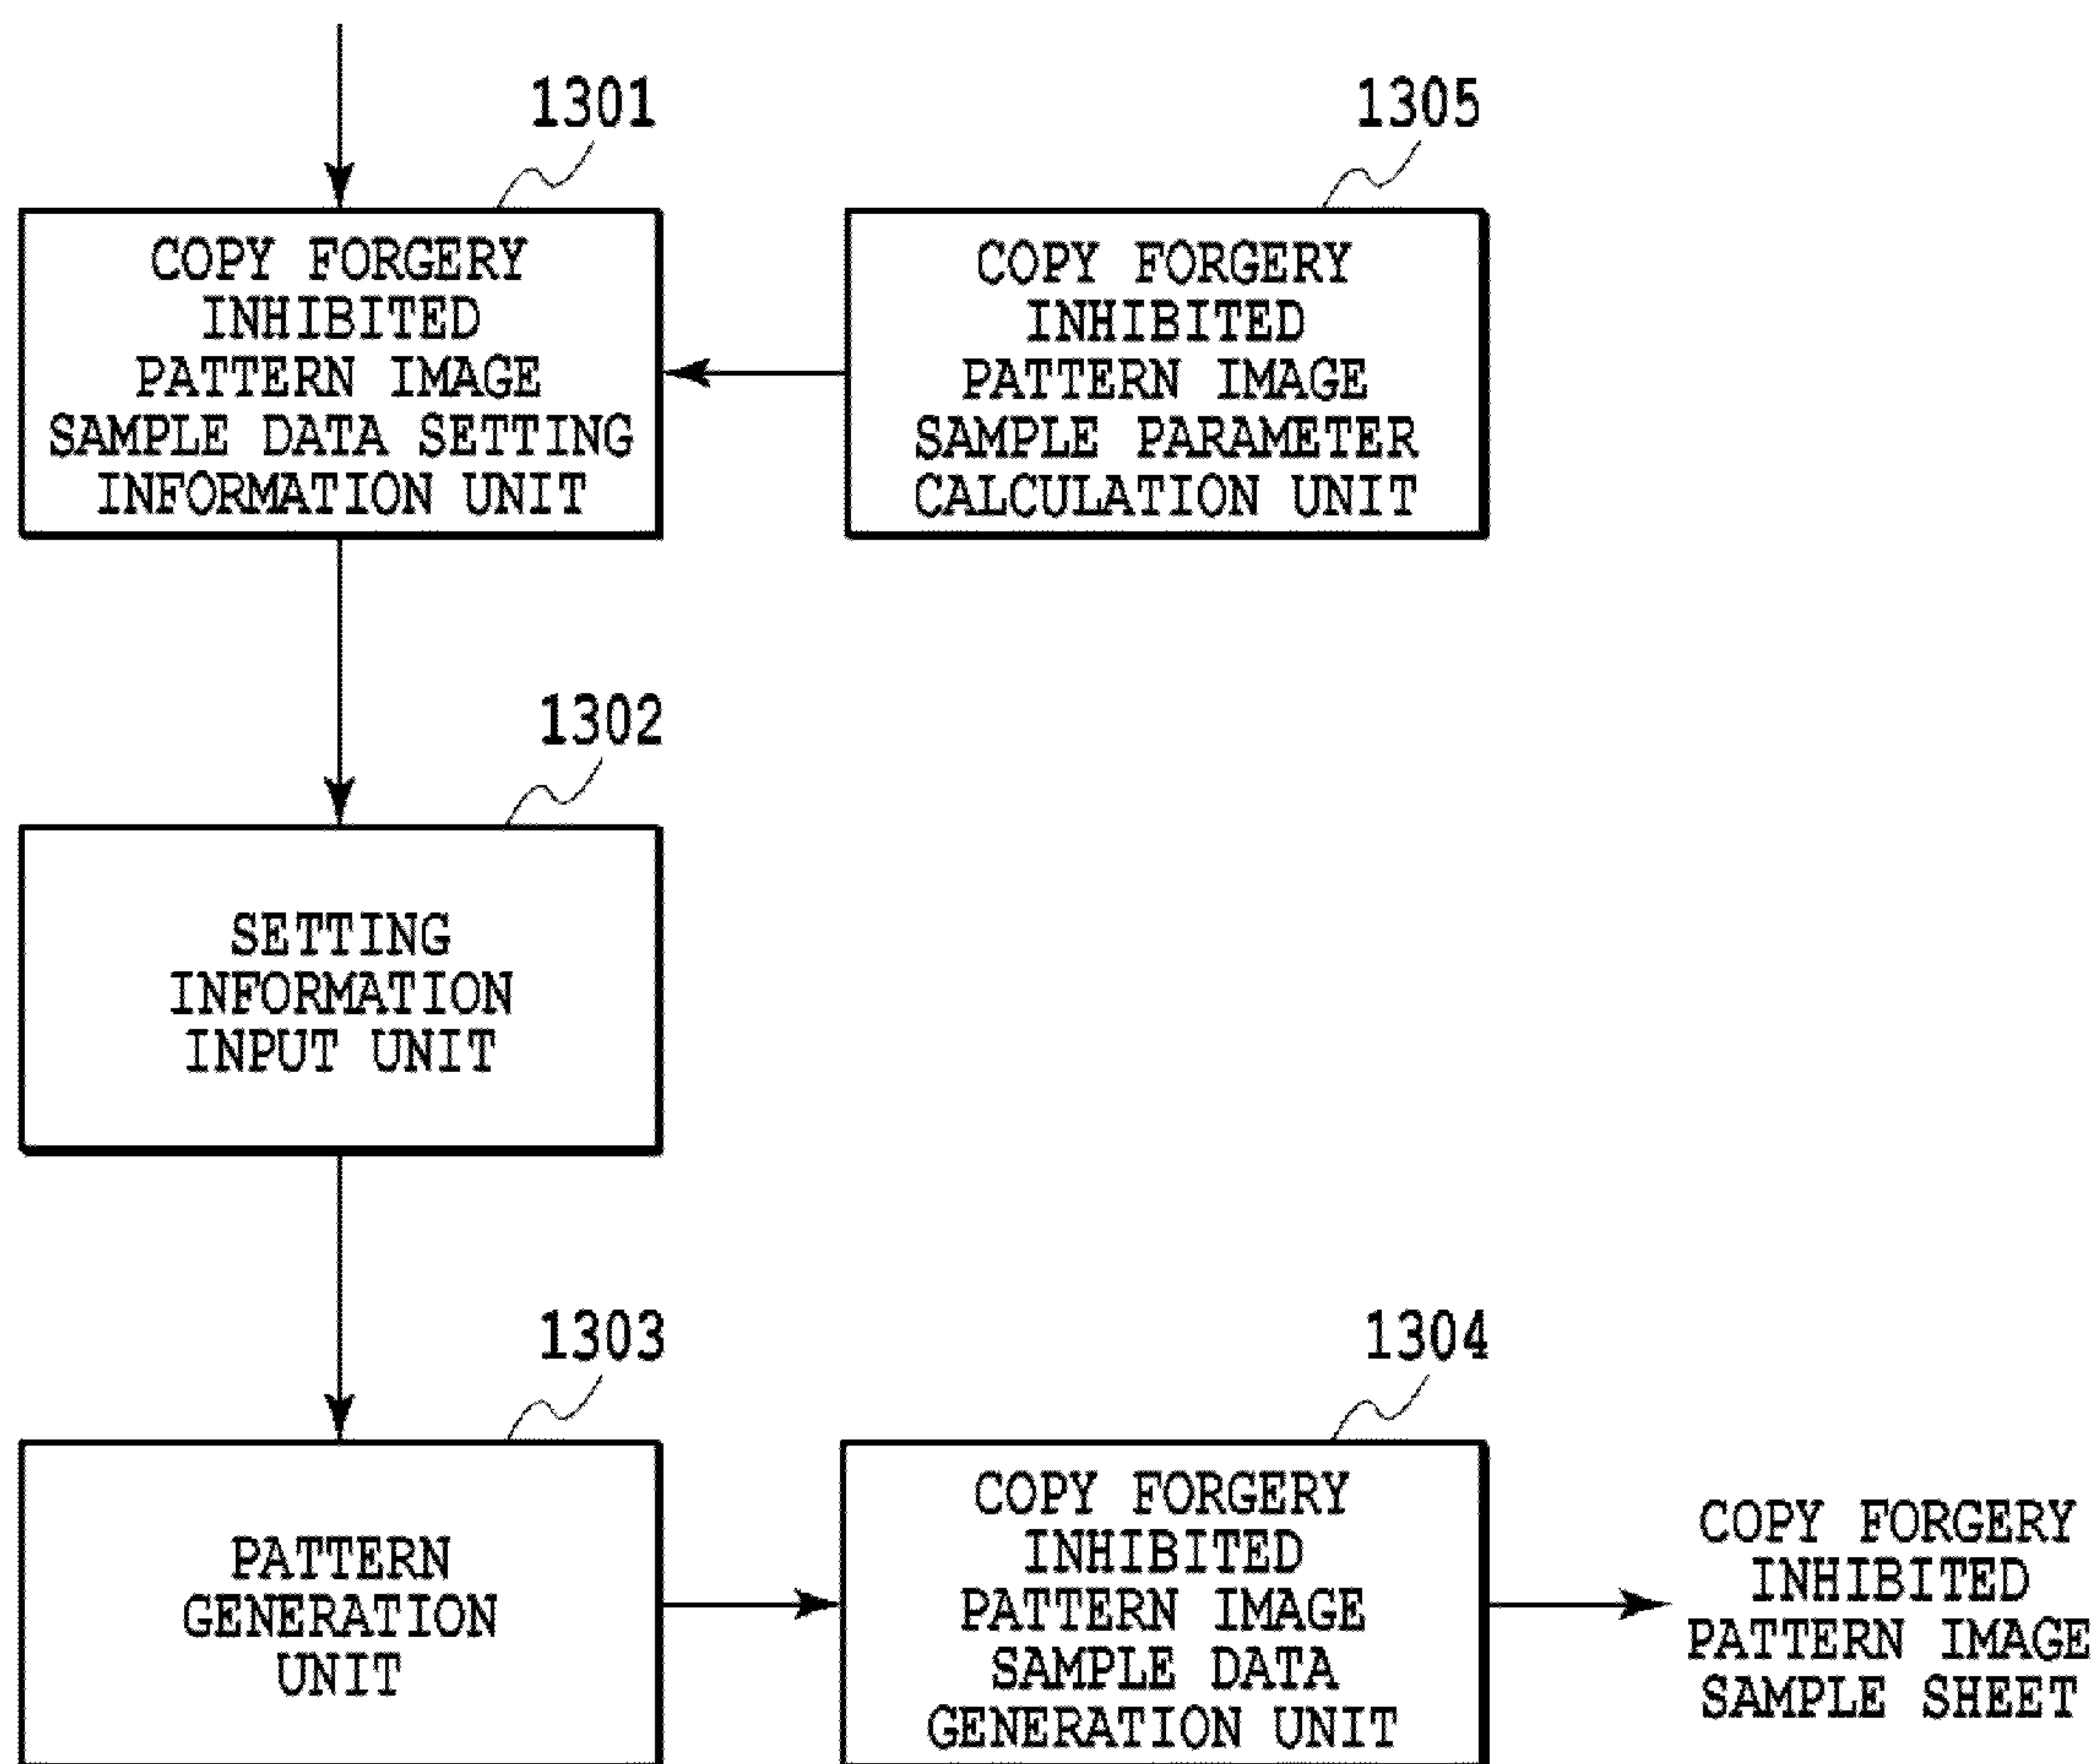 1301
COPY FORGERY
INHIBITED
PATTERN IMAGE
SAMPLE DATA SETTING
INFORMATION UNIT
1305
COPY FORGERY
INHIBITED
PATTERN IMAGE
SAMPLE PARAMETER
CALCULATION UNIT
1302
SETTING
INFORMATION
INPUT UNIT
1303
PATTERN
GENERATION
UNIT
1304
COPY FORGERY
INHIBITED
PATTERN IMAGE
SAMPLE DATA
GENERATION UNIT
COPY FORGERY
INHIBITED
PATTERN IMAGE
SAMPLE SHEET